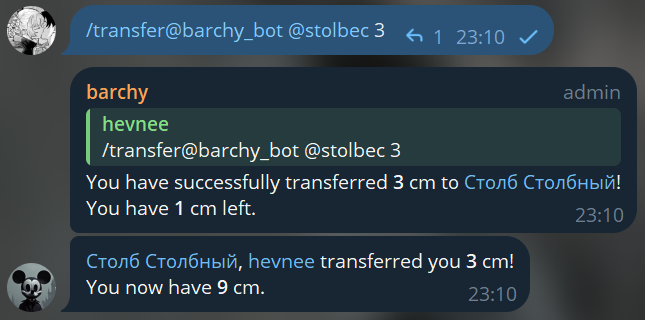 /transfer@barchy_bot @stolbec 3 1 23:10
barchy admin
hevnee
/transfer@barchy_bot @stolbec 3
You have successfully transferred 3 cm to Столб Столбный!
You have 1 cm left.
23:10
Столб Столбный, hevnee transferred you 3 cm!
You now have 9 cm.
23:10